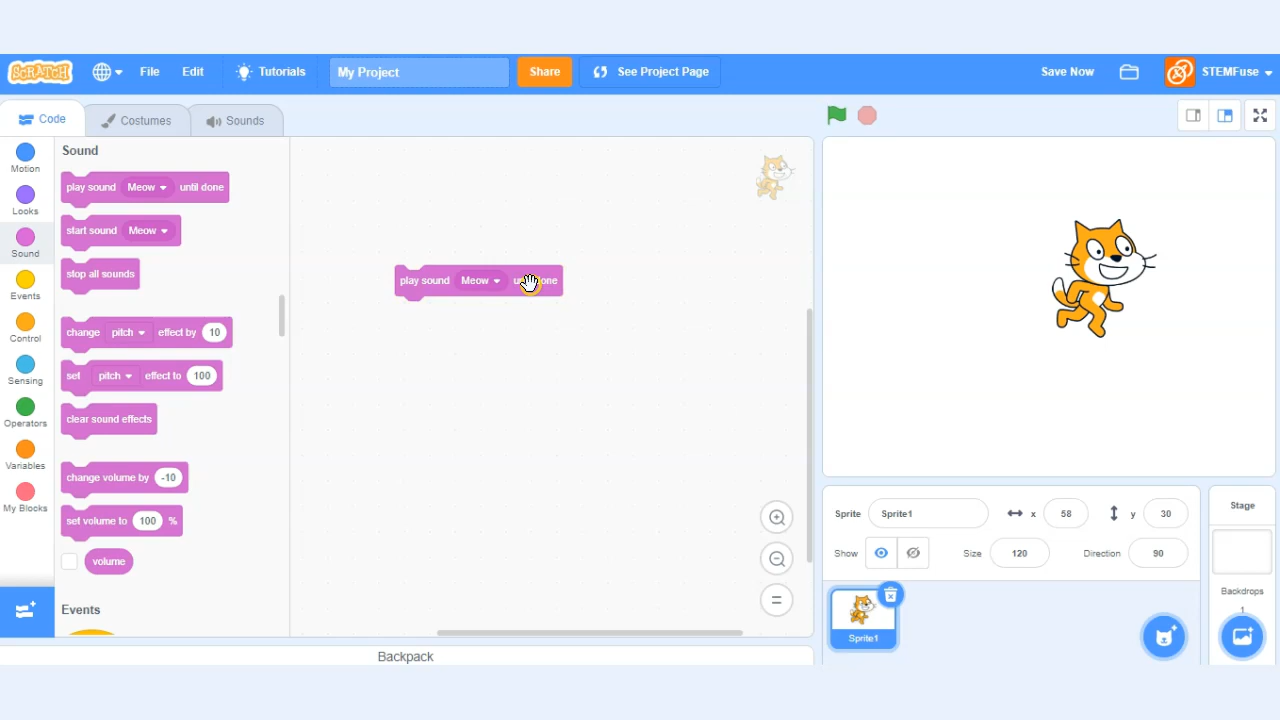 SCRATCH File Edit Tutorials My Project Share See Project Page Save Now STEMFuse
Code Costumes Sounds
Motion
Looks
Sound
Events
Control
Sensing
Operators
Variables
My Blocks
Sound
play sound Meow until done
start sound Meow
stop all sounds
change pitch effect by 10
set pitch effect to 100
clear sound effects
change volume by -10
set volume to 100 %
volume
Events
play sound Meow
Sprite Sprite1 x 58 y 30
Show Size 120 Direction 90
Sprite1
Stage
Backdrops
1
Backpack